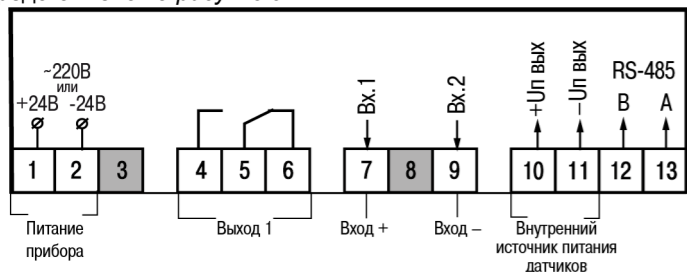 ~220В
или
+24В -24В
Вх.1
Вх.2
+Uп вых
–Uп вых
RS-485
B A
1 2 3 4 5 6 7 8 9 10 11 12 13
Питание
прибора
Выход 1
Вход +
Вход –
Внутренний
источник питания
датчиков